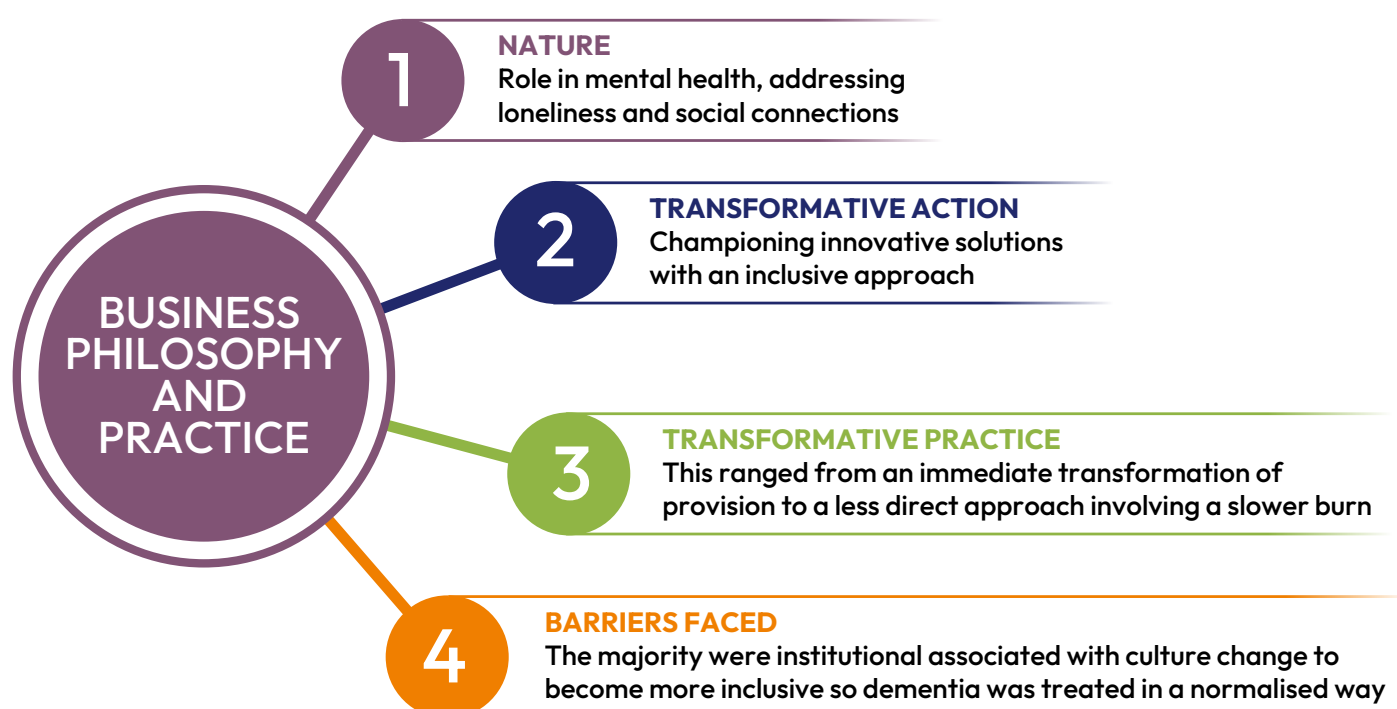 BUSINESS
PHILOSOPHY
AND
PRACTICE
1
NATURE
Role in mental health, addressing
loneliness and social connections
2
TRANSFORMATIVE ACTION
Championing innovative solutions
with an inclusive approach
3
TRANSFORMATIVE PRACTICE
This ranged from an immediate transformation of
provision to a less direct approach involving a slower burn
4
BARRIERS FACED
The majority were institutional associated with culture change to
become more inclusive so dementia was treated in a normalised way